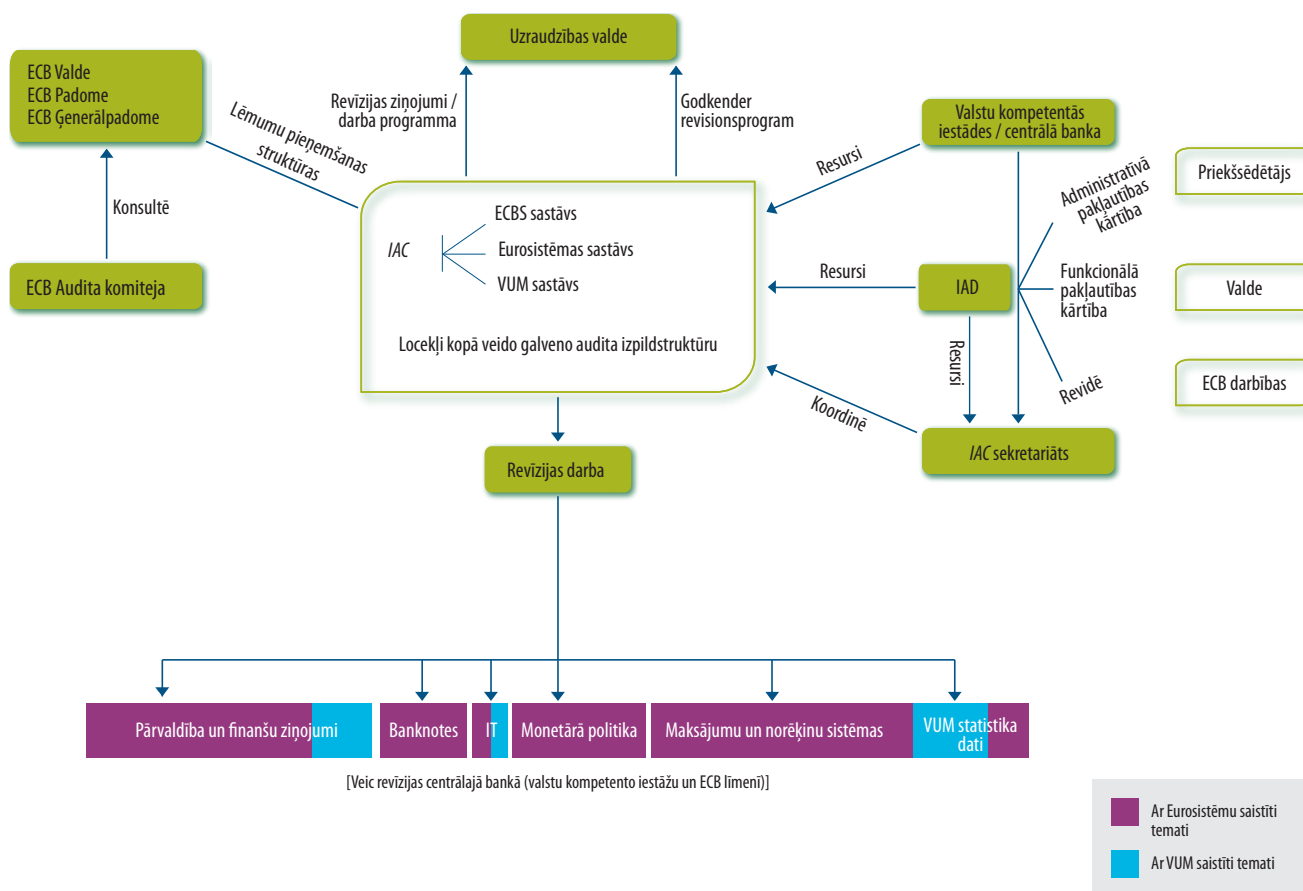 Uzraudzības valde
ECB Valde
ECB Padome
ECB Ģenerālpadome
Lēmumu pieņemšanas
struktūras
Revīzijas ziņojumi /
darba programma
Godkender
revisionsprogram
Valstu kompetentās
iestādes / centrālā banka
Resursi
Administratīvā
pakļautības
kārtība
Priekšsēdētājs
Konsultē
ECB Audita komiteja
IAC
ECBS sastāvs
Eurosistēmas sastāvs
VUM sastāvs
Locekļi kopā veido galveno audita izpildstruktūru
Resursi
IAD
Funkcionālā
pakļautības
kārtība
Valde
Resursi
Revidē
ECB darbības
Koordinē
IAC sekretariāts
Revīzijas darba
Pārvaldība un finanšu ziņojumi
Banknotes
IT
Monetārā politika
Maksājumu un norēķinu sistēmas
VUM statistika
dati
[Veic revīzijas centrālajā bankā (valstu kompetento iestāžu un ECB līmenī)]
Ar Eurosistēmu saistīti
temati
Ar VUM saistīti temati